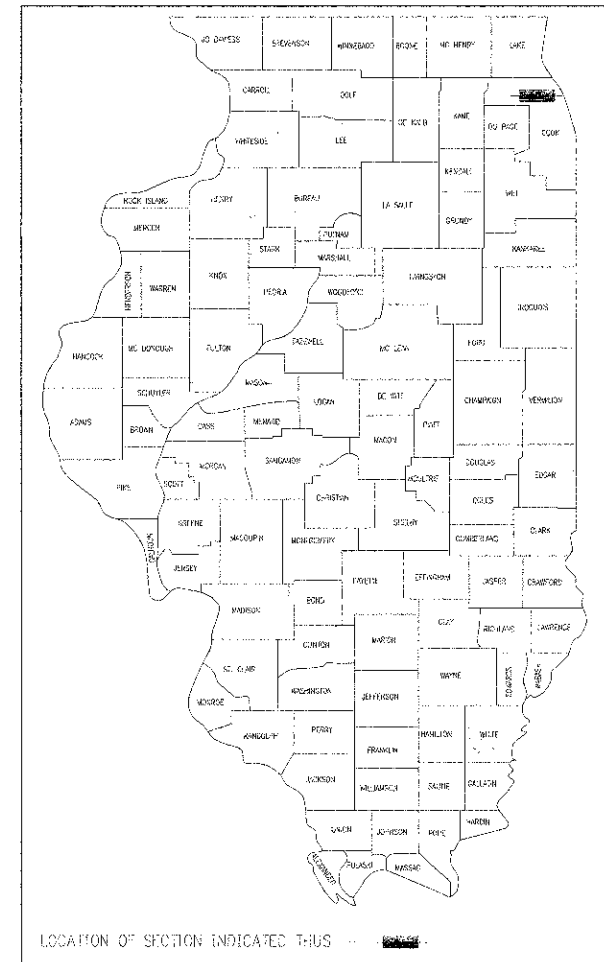 JO DAVIESS STEVENSON WINNEBAGO BOONE MC HENRY LAKE
CARROLL OGLE DE KALB KANE DU PAGE COOK
WHITESIDE LEE
KENDALL WILL
ROCK ISLAND HENRY BUREAU LA SALLE GRUNDY
MERCER PUTNAM
STARK MARSHALL KANKAKEE
HENDERSON WARREN KNOX PEORIA WOODFORD LIVINGSTON
IROQUOIS
HANCOCK MC DONOUGH FULTON TAZEWELL MC LEAN FORD
MASON
SCHUYLER LOGAN DE WITT CHAMPAIGN VERMILION
ADAMS BROWN CASS MENARD MACON PIATT
MORGAN SANGAMON DOUGLAS
PIKE SCOTT CHRISTIAN MOULTRIE EDGAR
COLES
GREENE MACOUPIN MONTGOMERY SHELBY
CALHOUN CUMBERLAND CLARK
JERSEY
FAYETTE EFFINGHAM JASPER CRAWFORD
MADISON BOND
CLAY RICHLAND LAWRENCE
CLINTON MARION
ST. CLAIR WAYNE EDWARDS WABASH
WASHINGTON
MONROE JEFFERSON
RANDOLPH PERRY HAMILTON WHITE
FRANKLIN
JACKSON WILLIAMSON SALINE GALLATIN
UNION JOHNSON POPE HARDIN
ALEXANDER PULASKI MASSAC
LOCATION OF SECTION INDICATED THUS